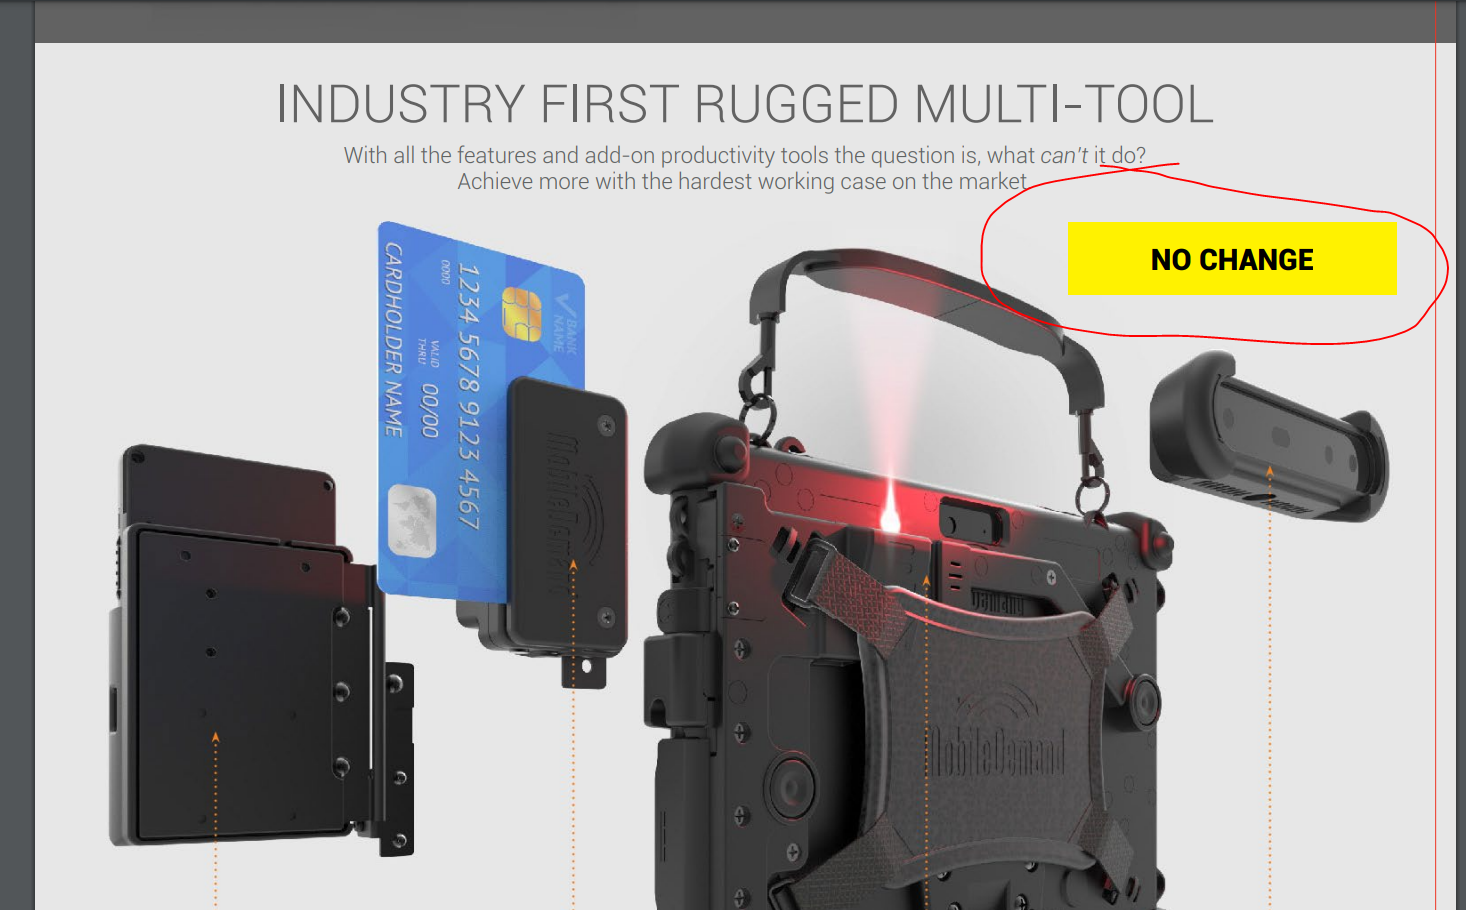 INDUSTRY FIRST RUGGED MULTI-TOOL
With all the features and add-on productivity tools the question is, what can't it do?
Achieve more with the hardest working case on the market
NO CHANGE
BANK
NAME
1234 5678 9123 4567
0000
VALID
THRU
00/00
CARDHOLDER NAME
MobileDemand
MobileDemand